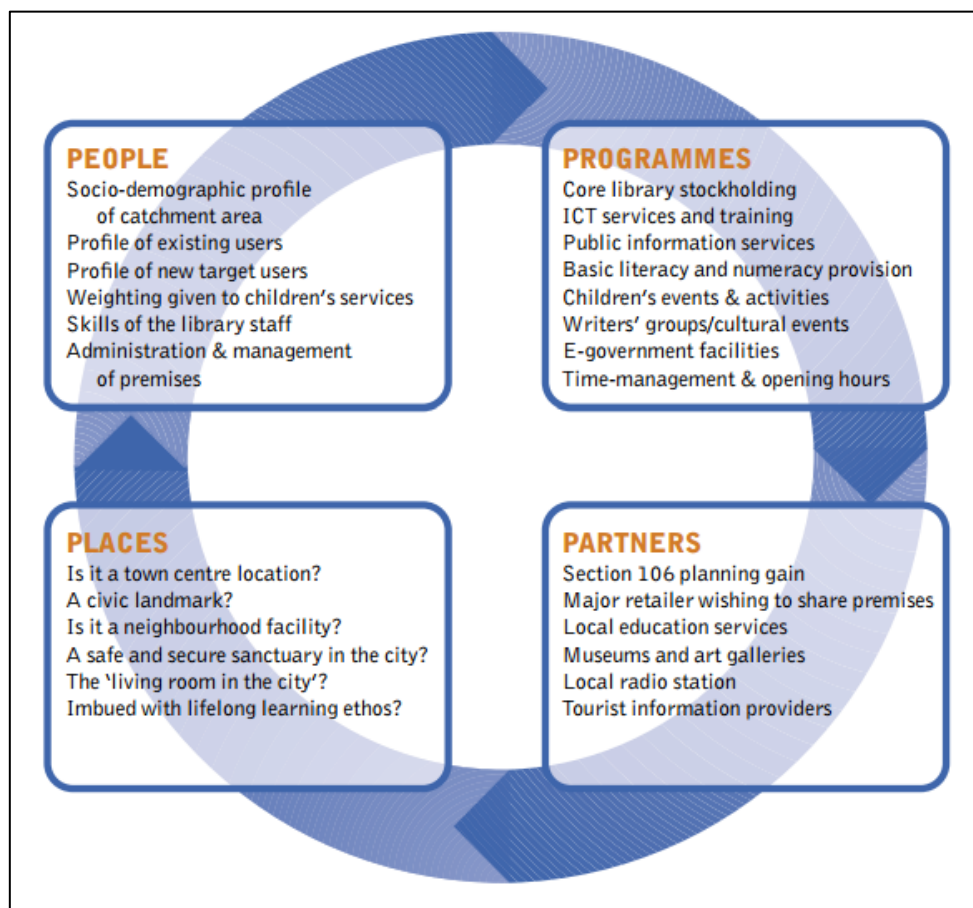 PEOPLE
Socio-demographic profile
of catchment area
Profile of existing users
Profile of new target users
Weighting given to children's services
Skills of the library staff
Administration & management
of premises
PROGRAMMES
Core library stockholding
ICT services and training
Public information services
Basic literacy and numeracy provision
Children's events & activities
Writers' groups/cultural events
E-government facilities
Time-management & opening hours
PLACES
Is it a town centre location?
A civic landmark?
Is it a neighbourhood facility?
A safe and secure sanctuary in the city?
The 'living room in the city'?
Imbued with lifelong learning ethos?
PARTNERS
Section 106 planning gain
Major retailer wishing to share premises
Local education services
Museums and art galleries
Local radio station
Tourist information providers